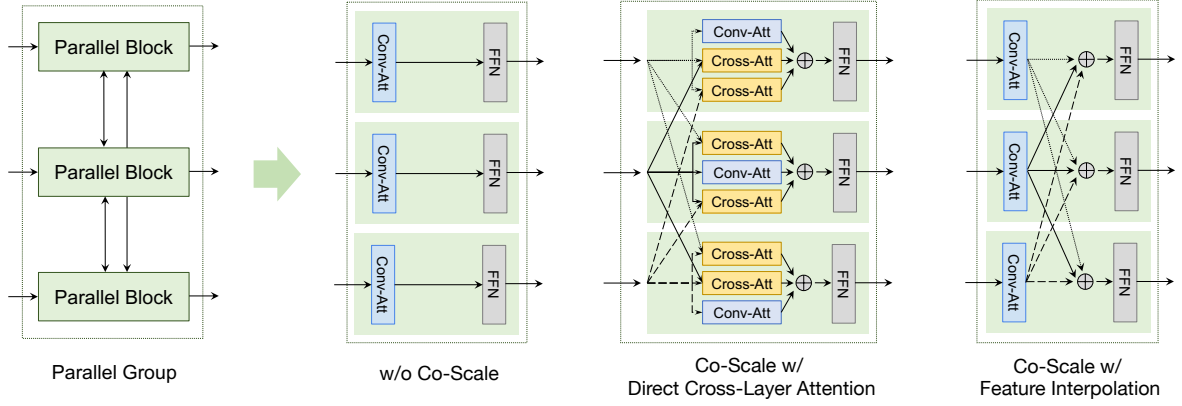 Parallel Block
Parallel Block
Parallel Block
Parallel Group
Conv-Att
FFN
Conv-Att
FFN
Conv-Att
FFN
w/o Co-Scale
Conv-Att
Cross-Att
Cross-Att
FFN
Cross-Att
Conv-Att
Cross-Att
FFN
Cross-Att
Cross-Att
Conv-Att
FFN
Co-Scale w/
Direct Cross-Layer Attention
Conv-Att
FFN
Conv-Att
FFN
Conv-Att
FFN
Co-Scale w/
Feature Interpolation